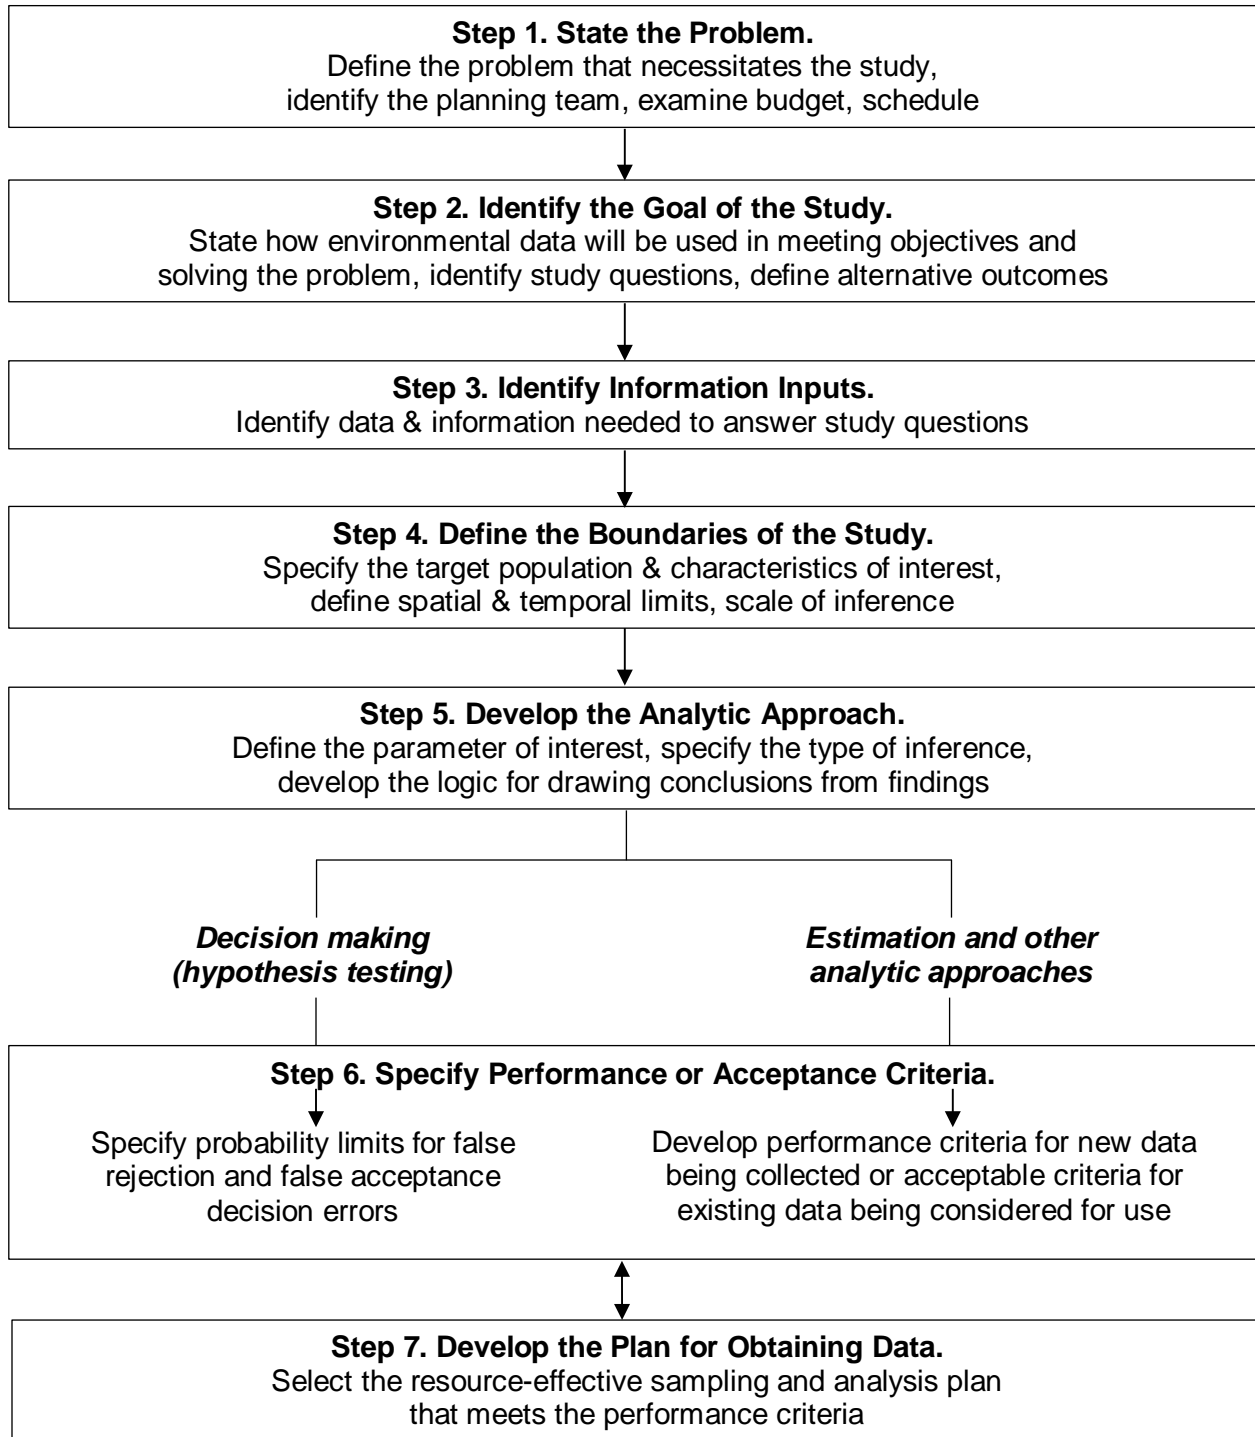 Step 1. State the Problem.
Define the problem that necessitates the study,
identify the planning team, examine budget, schedule
Step 2. Identify the Goal of the Study.
State how environmental data will be used in meeting objectives and
solving the problem, identify study questions, define alternative outcomes
Step 3. Identify Information Inputs.
Identify data & information needed to answer study questions
Step 4. Define the Boundaries of the Study.
Specify the target population & characteristics of interest,
define spatial & temporal limits, scale of inference
Step 5. Develop the Analytic Approach.
Define the parameter of interest, specify the type of inference,
develop the logic for drawing conclusions from findings
Decision making
(hypothesis testing)
Estimation and other
analytic approaches
Step 6. Specify Performance or Acceptance Criteria.
Specify probability limits for false
rejection and false acceptance
decision errors
Develop performance criteria for new data
being collected or acceptable criteria for
existing data being considered for use
Step 7. Develop the Plan for Obtaining Data.
Select the resource-effective sampling and analysis plan
that meets the performance criteria